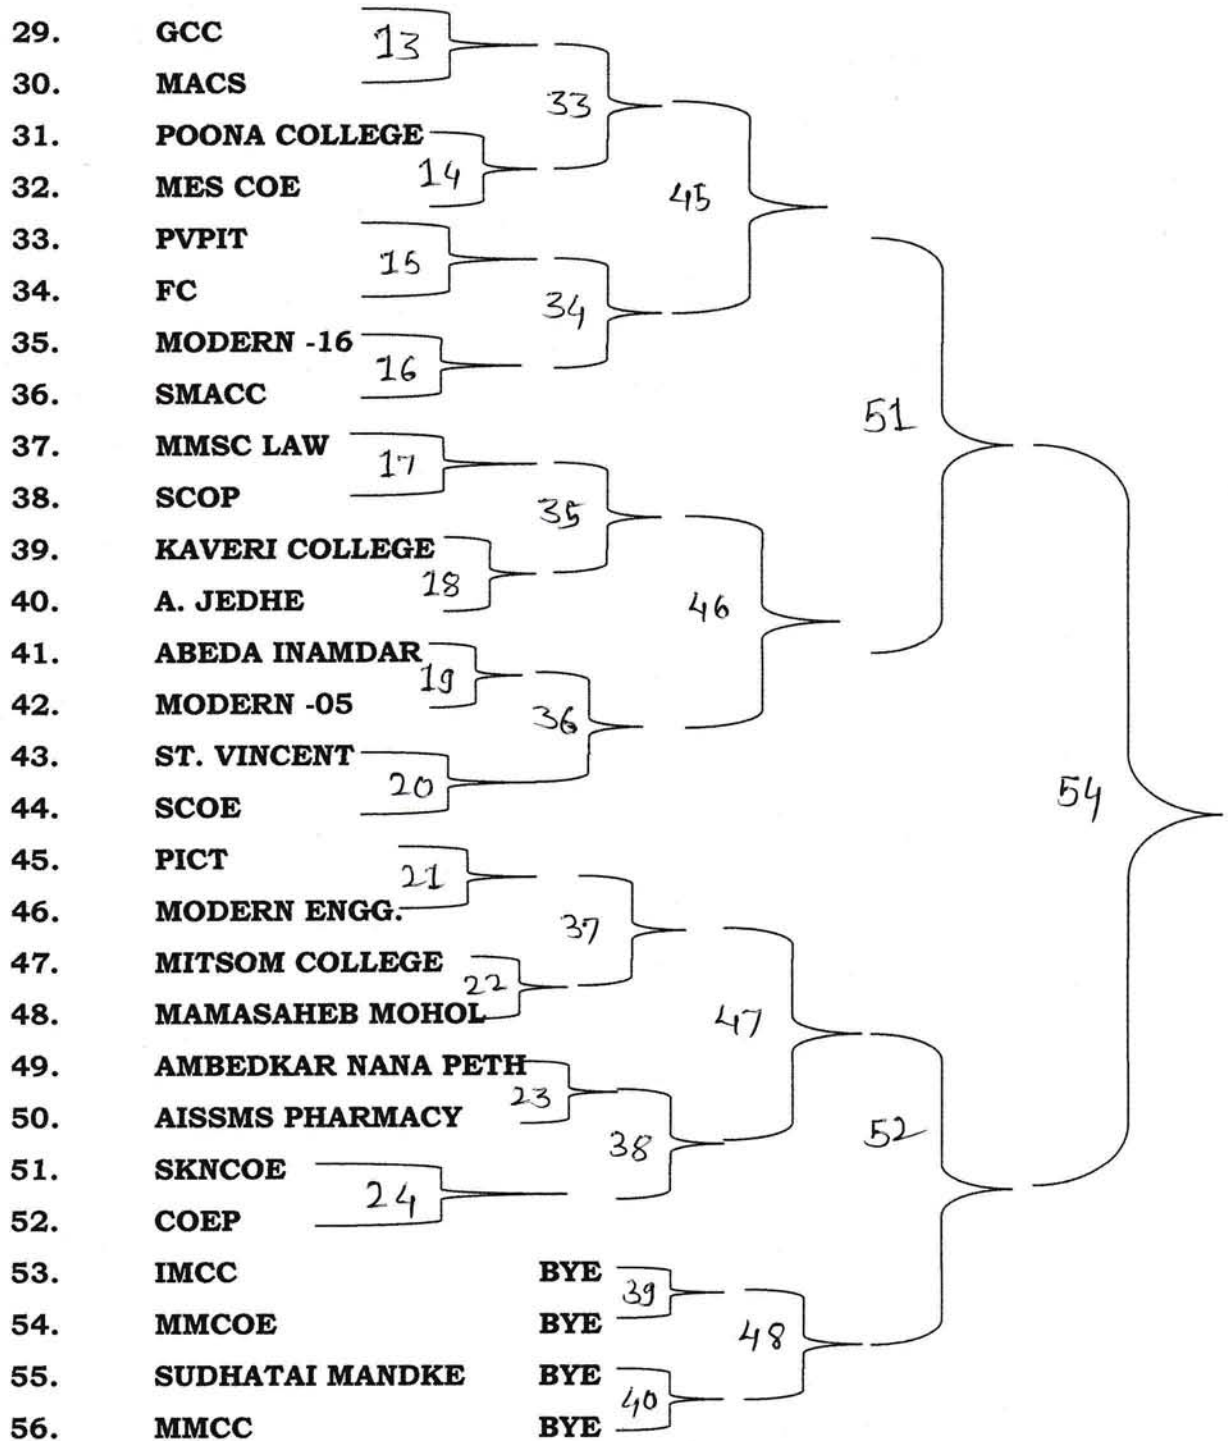 29. GCC
13
30. MACS
33
31. POONA COLLEGE
14
32. MES COE
45
33. PVPIT
15
34. FC
34
35. MODERN -16
16
36. SMACC
51
37. MMSC LAW
17
38. SCOP
35
39. KAVERI COLLEGE
18
40. A. JEDHE
46
41. ABEDA INAMDAR
19
42. MODERN -05
36
43. ST. VINCENT
20
44. SCOE
54
45. PICT
21
46. MODERN ENGG.
37
47. MITSOM COLLEGE
22
48. MAMASAHEB MOHOL
47
49. AMBEDKAR NANA PETH
23
50. AISSMS PHARMACY
52
38
51. SKNCOE
24
52. COEP
53. IMCC BYE
39
54. MMCOE BYE
48
55. SUDHATAI MANDKE BYE
40
56. MMCC BYE